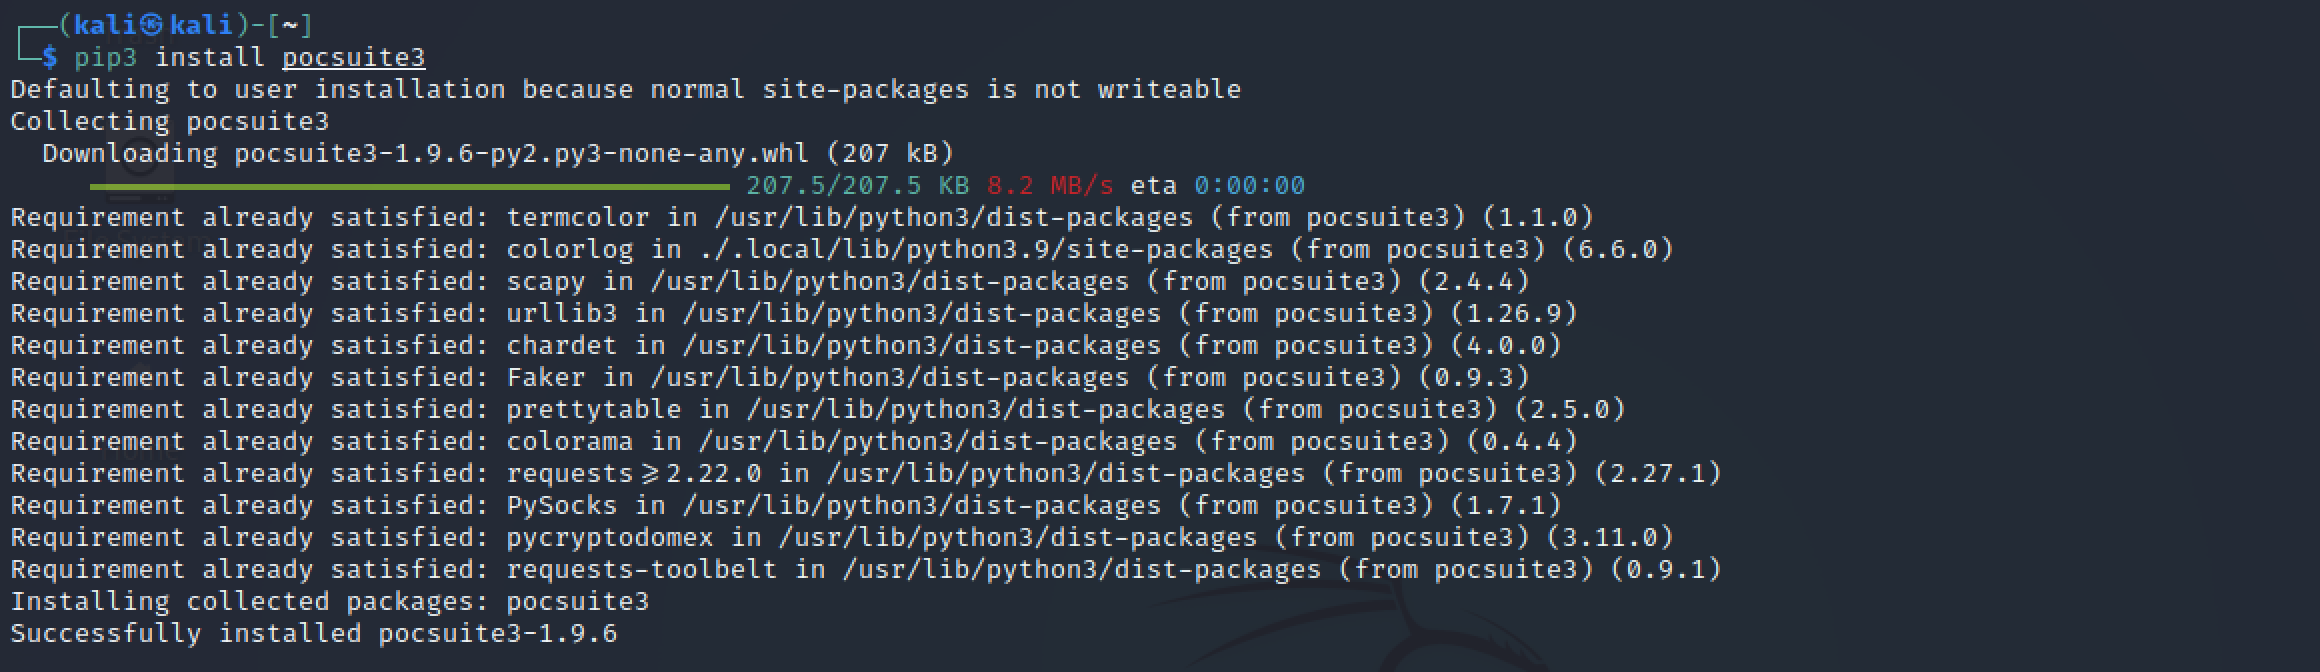 (kali㉿kali)-[~]
$ pip3 install pocsuite3
Defaulting to user installation because normal site-packages is not writeable
Collecting pocsuite3
  Downloading pocsuite3-1.9.6-py2.py3-none-any.whl (207 kB)
207.5/207.5 KB 8.2 MB/s eta 0:00:00
Requirement already satisfied: termcolor in /usr/lib/python3/dist-packages (from pocsuite3) (1.1.0)
Requirement already satisfied: colorlog in ./.local/lib/python3.9/site-packages (from pocsuite3) (6.6.0)
Requirement already satisfied: scapy in /usr/lib/python3/dist-packages (from pocsuite3) (2.4.4)
Requirement already satisfied: urllib3 in /usr/lib/python3/dist-packages (from pocsuite3) (1.26.9)
Requirement already satisfied: chardet in /usr/lib/python3/dist-packages (from pocsuite3) (4.0.0)
Requirement already satisfied: Faker in /usr/lib/python3/dist-packages (from pocsuite3) (0.9.3)
Requirement already satisfied: prettytable in /usr/lib/python3/dist-packages (from pocsuite3) (2.5.0)
Requirement already satisfied: colorama in /usr/lib/python3/dist-packages (from pocsuite3) (0.4.4)
Requirement already satisfied: requests>=2.22.0 in /usr/lib/python3/dist-packages (from pocsuite3) (2.27.1)
Requirement already satisfied: PySocks in /usr/lib/python3/dist-packages (from pocsuite3) (1.7.1)
Requirement already satisfied: pycryptodomex in /usr/lib/python3/dist-packages (from pocsuite3) (3.11.0)
Requirement already satisfied: requests-toolbelt in /usr/lib/python3/dist-packages (from pocsuite3) (0.9.1)
Installing collected packages: pocsuite3
Successfully installed pocsuite3-1.9.6